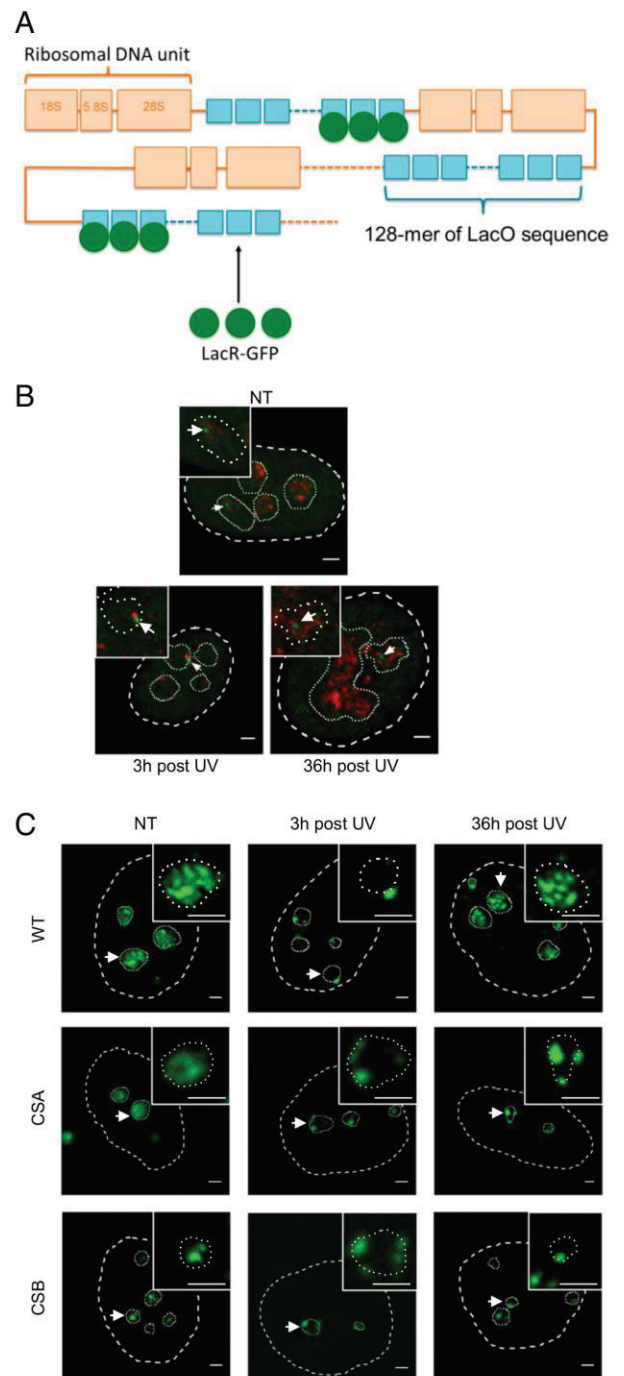 A
Ribosomal DNA unit
18S 5.8S 28S
128-mer of LacO sequence
LacR-GFP
B
NT
3h post UV 36h post UV
C
NT 3h post UV 36h post UV
WT
CSA
CSB